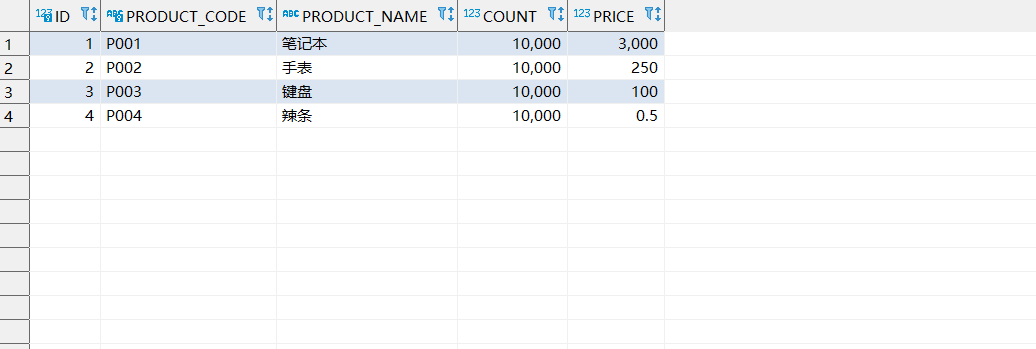 123 ID ABC PRODUCT_CODE ABC PRODUCT_NAME 123 COUNT 123 PRICE
1 1 P001 笔记本 10,000 3,000
2 2 P002 手表 10,000 250
3 3 P003 键盘 10,000 100
4 4 P004 辣条 10,000 0.5